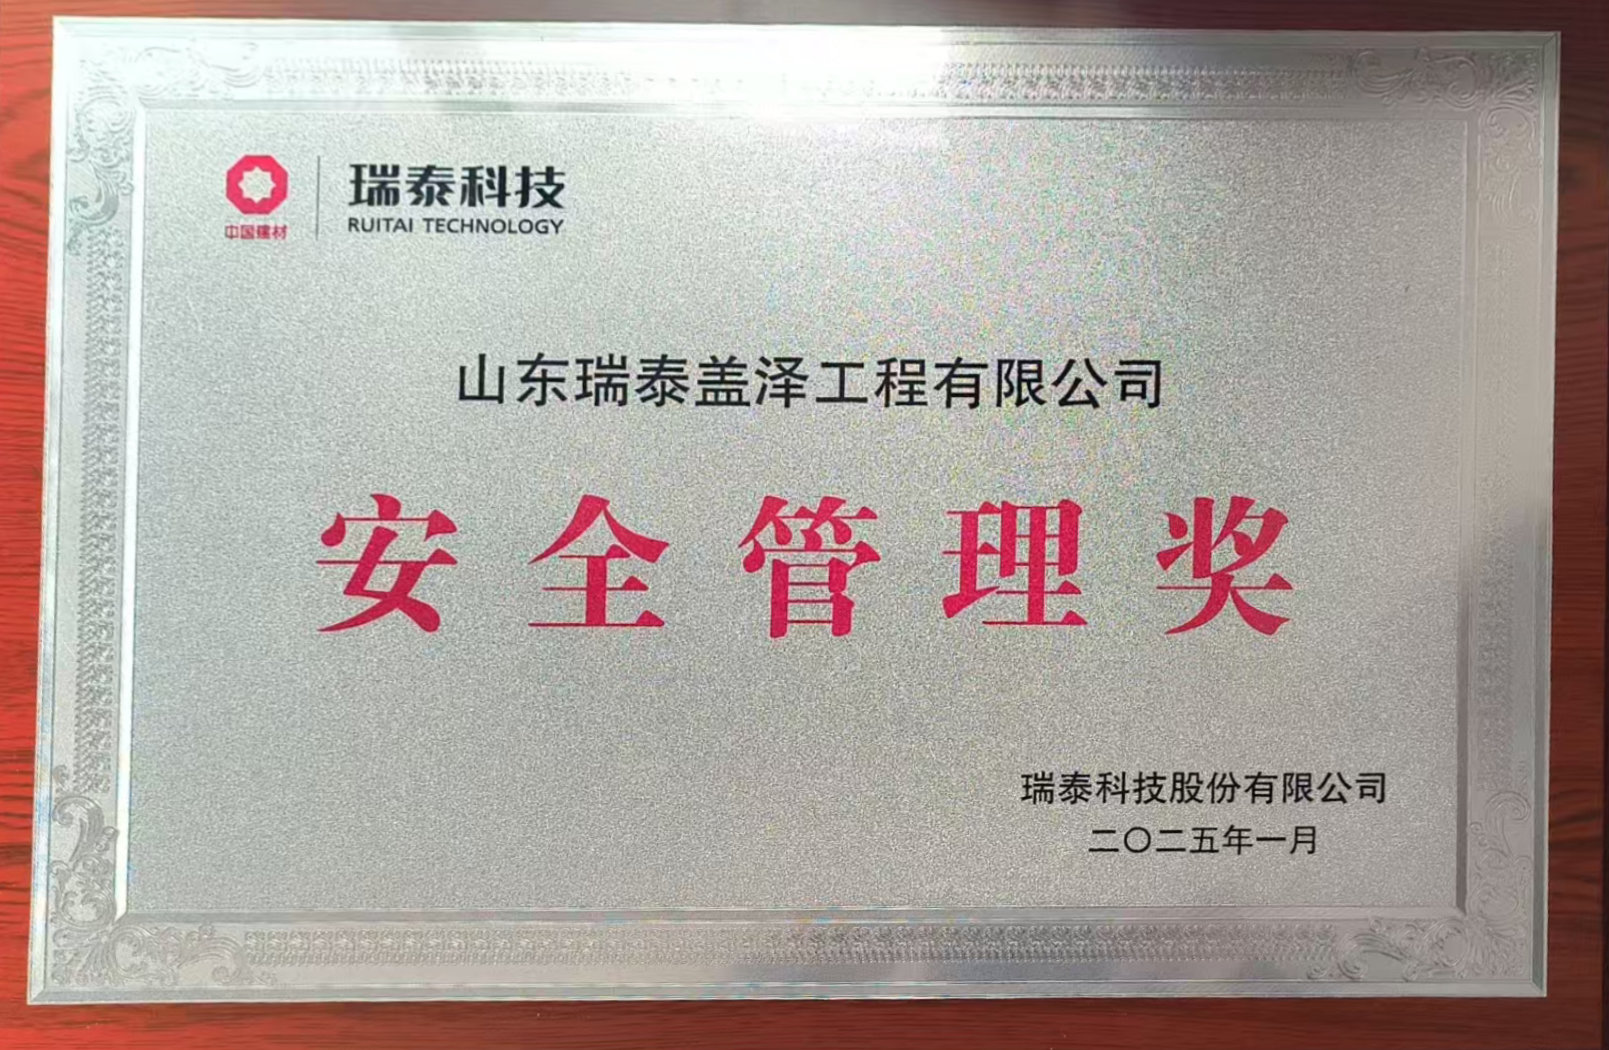 瑞泰科技
RUITAI TECHNOLOGY
中国建材
山东瑞泰盖泽工程有限公司
安全管理奖
瑞泰科技股份有限公司
二〇二五年一月